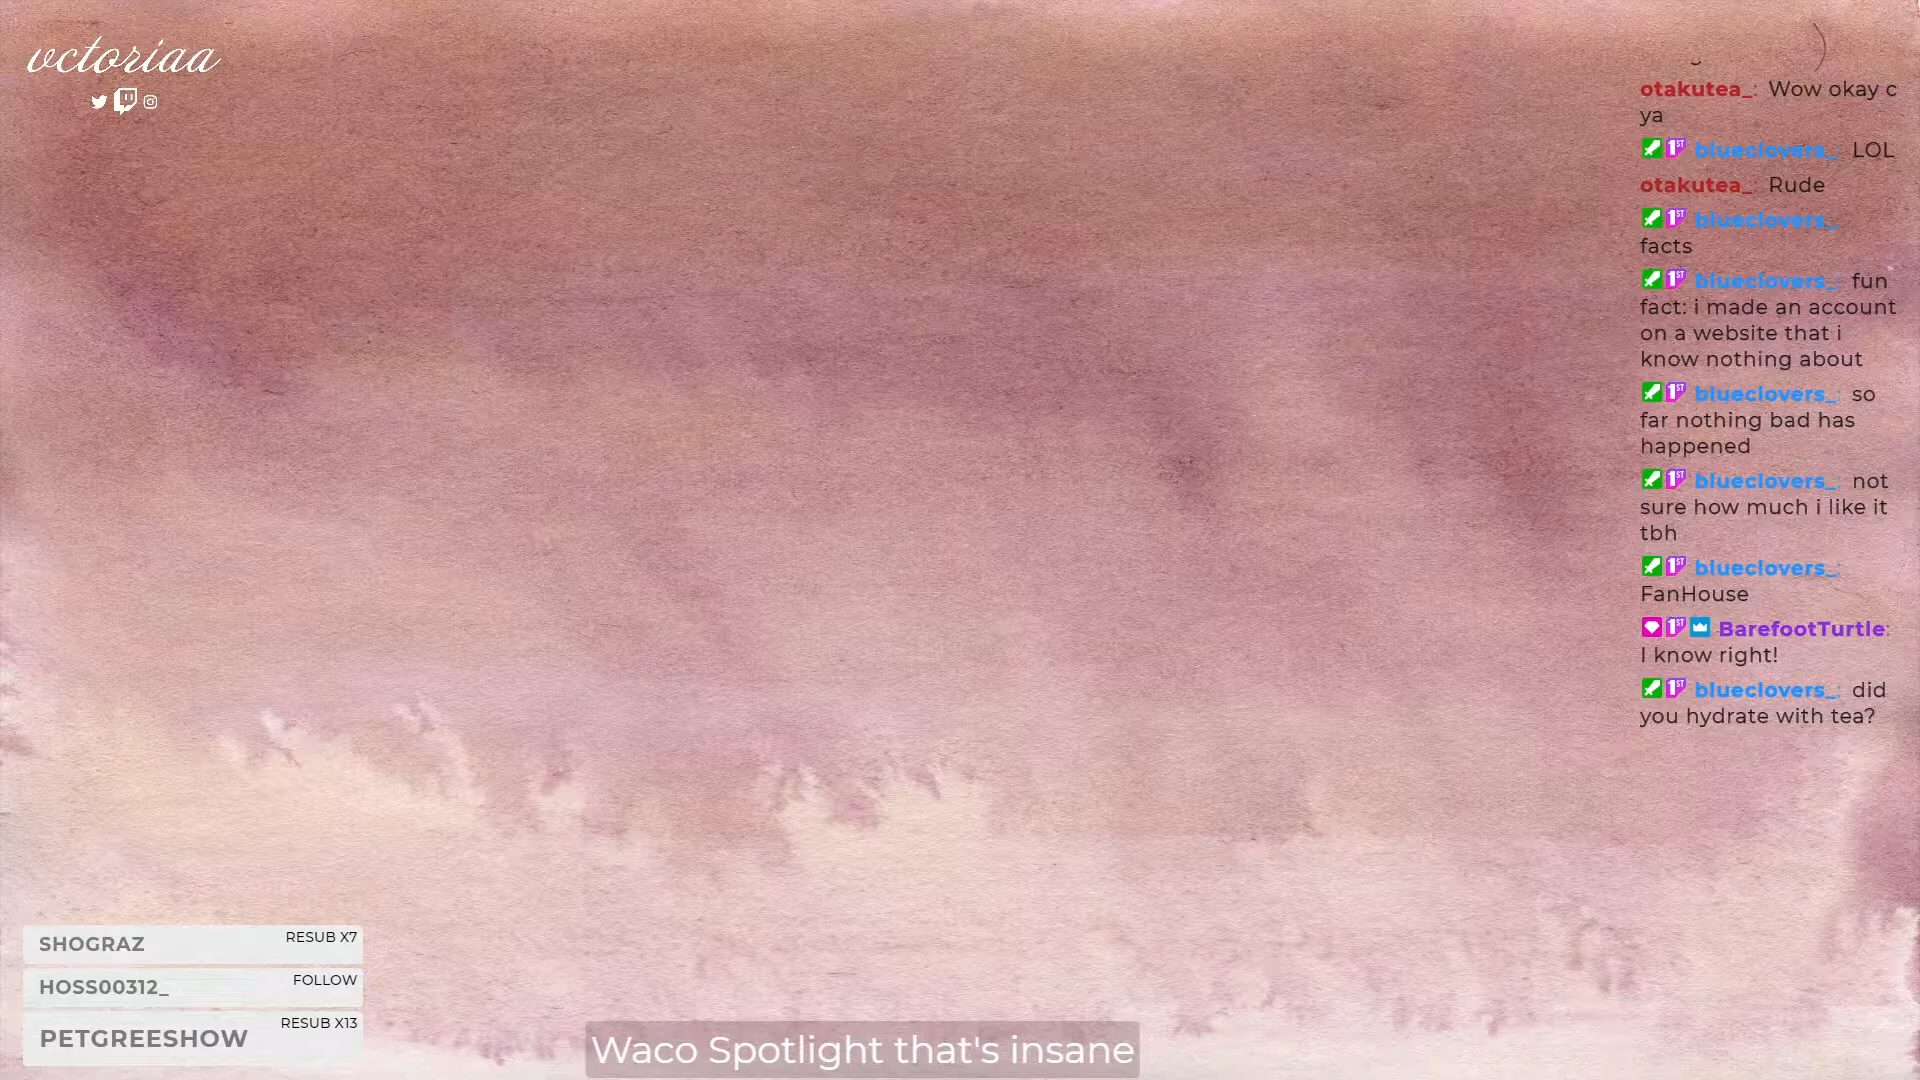 vctoriaa
otakutea_: Wow okay c
ya
blueclovers_: LOL
otakutea_: Rude
blueclovers_:
facts
blueclovers_: fun
fact: i made an account
on a website that i
know nothing about
blueclovers_: so
far nothing bad has
happened
blueclovers_: not
sure how much i like it
tbh
blueclovers_:
FanHouse
BarefootTurtle:
I know right!
blueclovers_: did
you hydrate with tea?
SHOGRAZ RESUB X7
HOSS00312_ FOLLOW
PETGREESHOW RESUB X13
Waco Spotlight that's insane